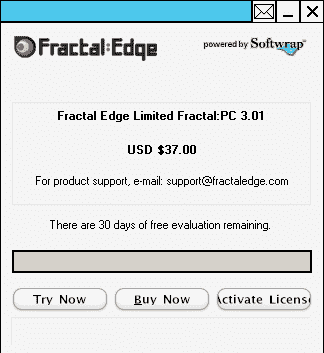 Fractal:Edge
powered by Softwrap
Fractal Edge Limited Fractal:PC 3.01
USD $37.00
For product support, e-mail: support@fractaledge.com
There are 30 days of free evaluation remaining.
Try Now
Buy Now
Activate License